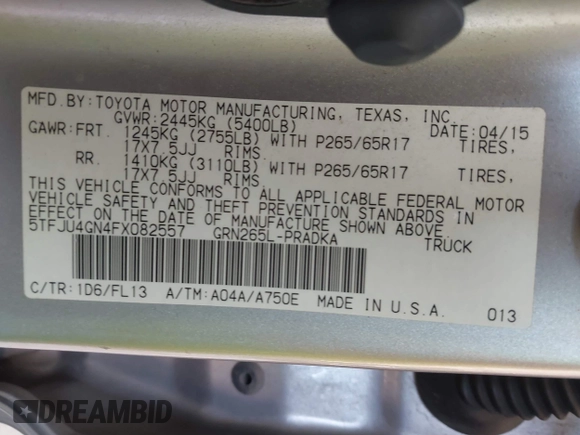 MFD.BY:TOYOTA MOTOR MANUFACTURING, TEXAS, INC.
GVWR:2445KG (5400LB) DATE:04/15
GAWR:FRT. 1245KG (2755LB) WITH P265/65R17 TIRES,
17X7.5JJ RIMS.
RR. 1410KG (3110LB) WITH P265/65R17 TIRES,
17X7.5JJ RIMS.
THIS VEHICLE CONFORMS TO ALL APPLICABLE FEDERAL MOTOR
VEHICLE SAFETY AND THEFT PREVENTION STANDARDS IN
EFFECT ON THE DATE OF MANUFACTURE SHOWN ABOVE.
5TFJU4GN4FX082557 GRN265L-PRADKA TRUCK
C/TR:1D6/FL13 A/TM:A04A/A750E MADE IN U.S.A. 013
DREAMBID